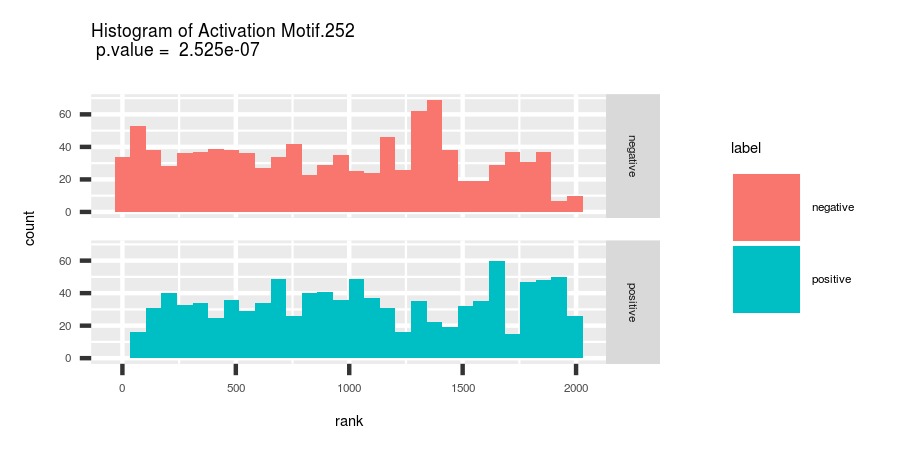 Histogram of Activation Motif.252
p.value =  2.525e-07
count
60
40
20
0
negative
60
40
20
0
positive
0
500
1000
1500
2000
rank
label
negative
positive